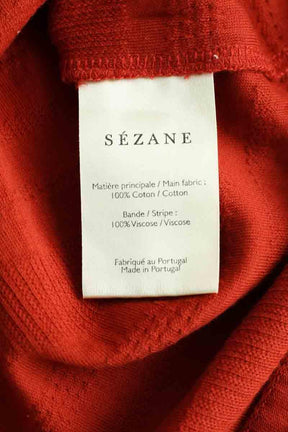 SÉZANE
Matière principale / Main fabric :
100% Coton / Cotton
Bande / Stripe :
100% Viscose / Viscose
Fabriqué au Portugal
Made in Portugal